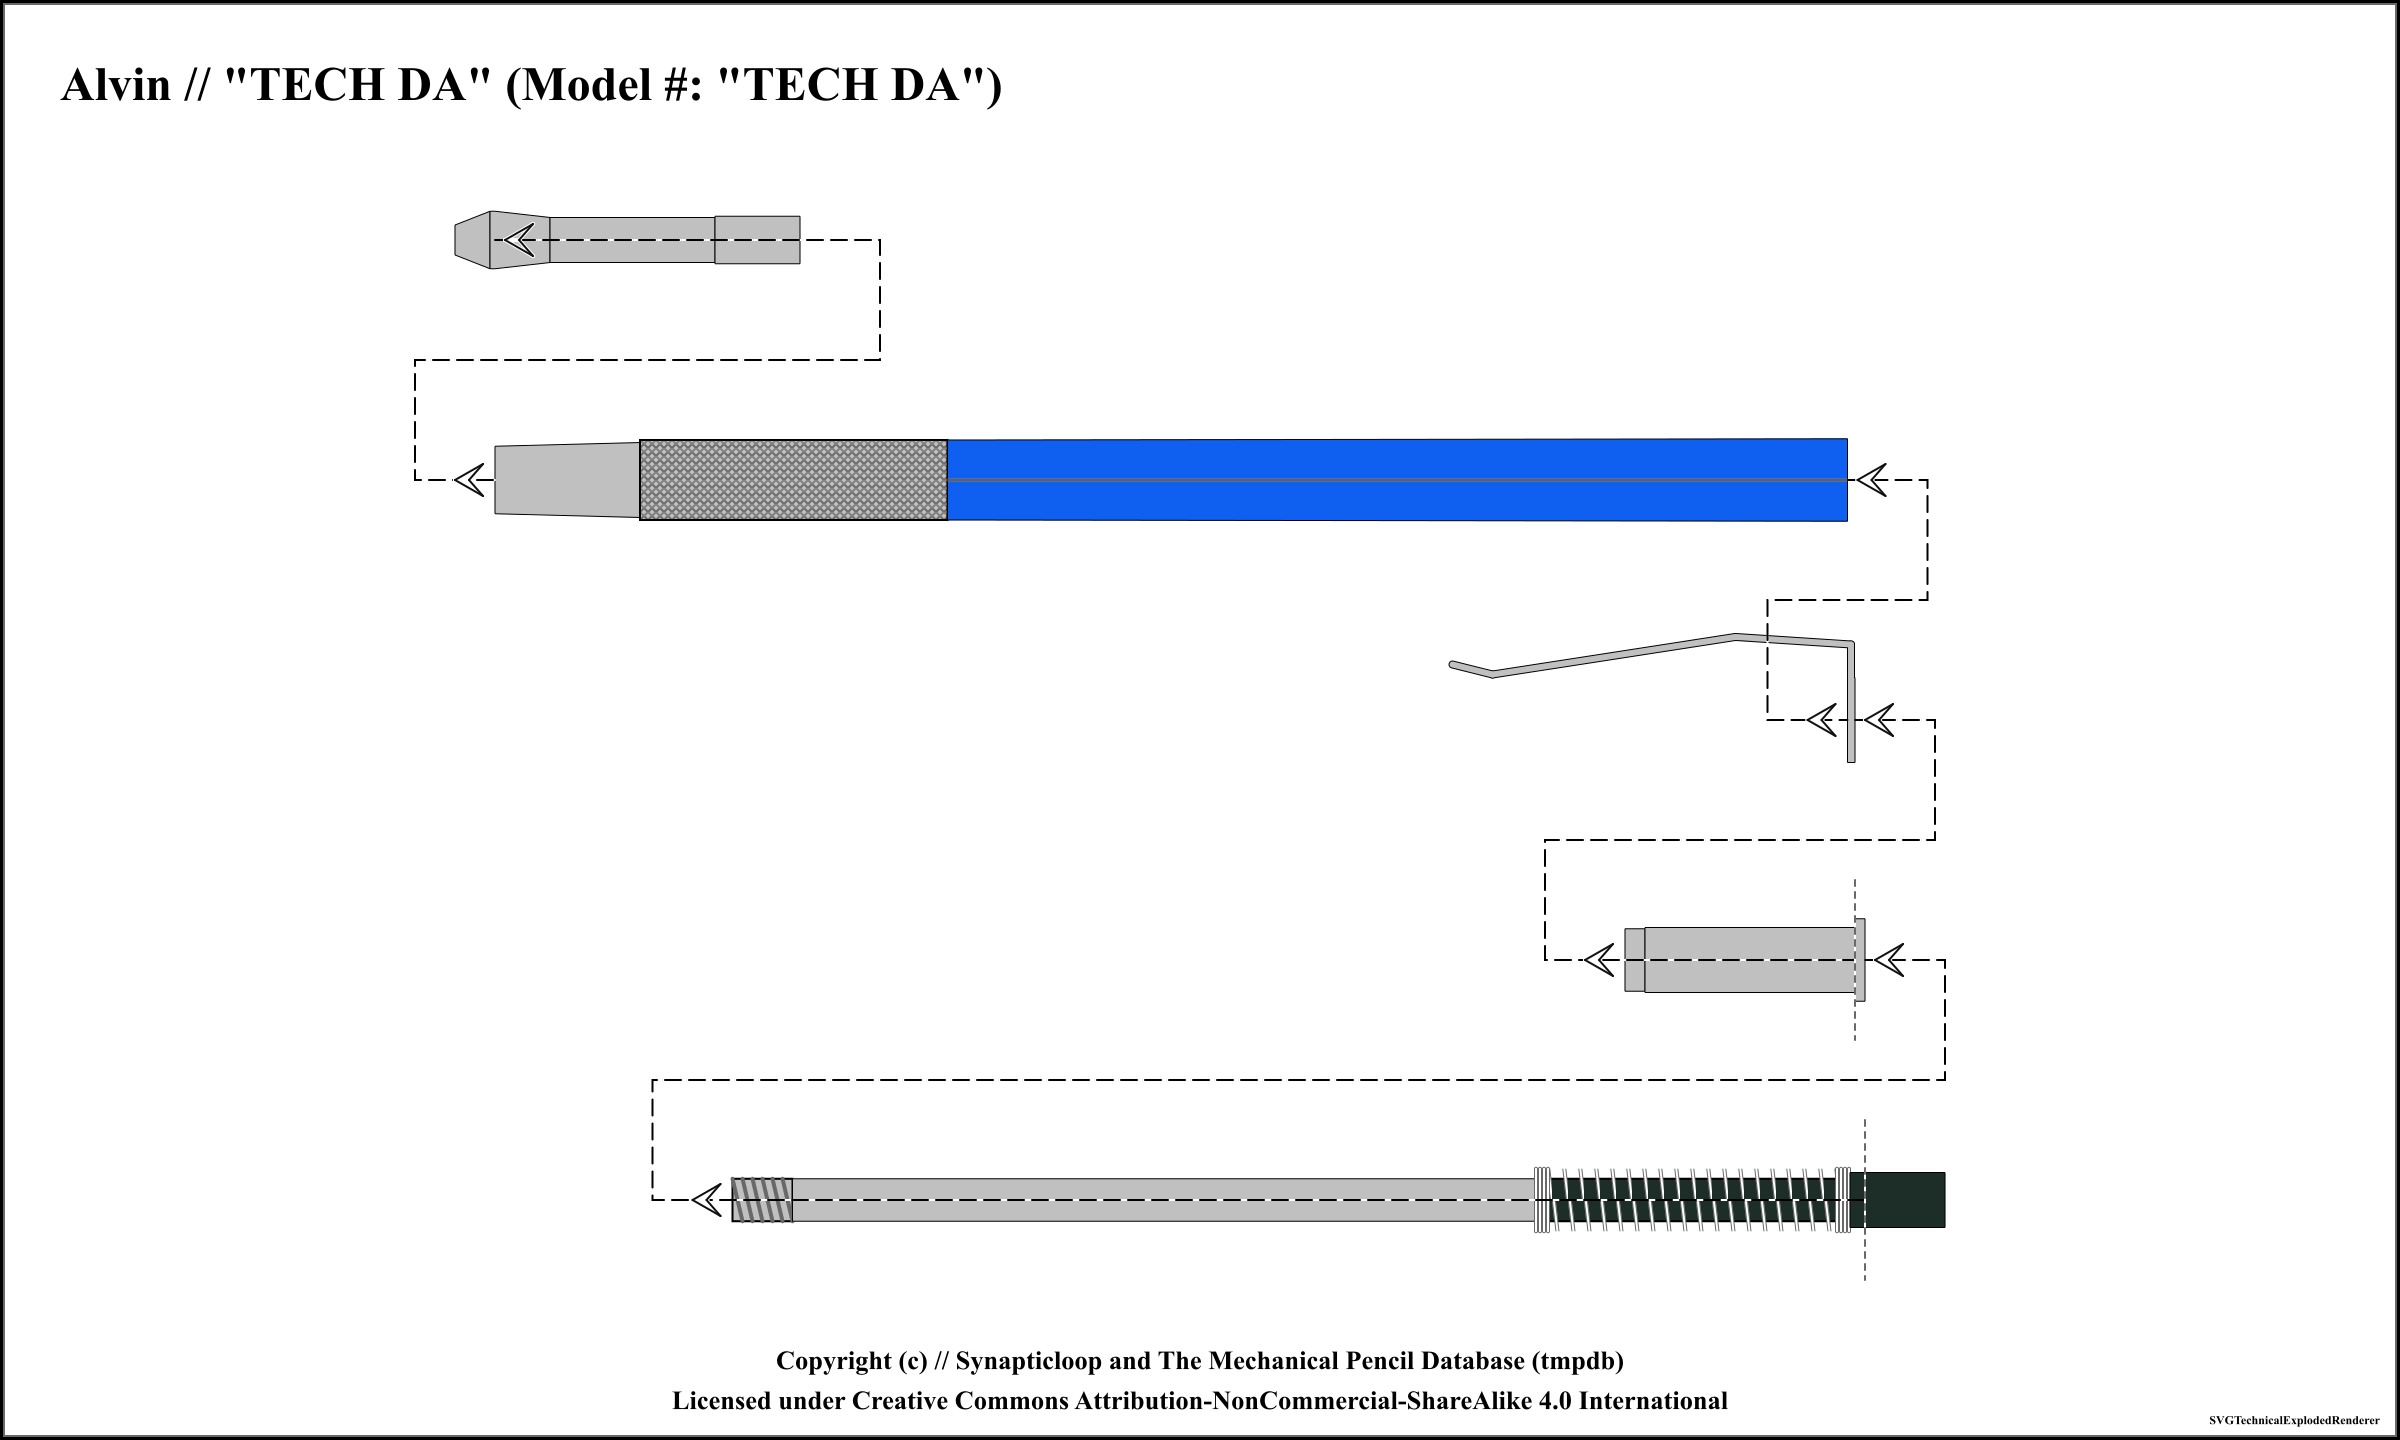 Alvin // "TECH DA" (Model #: "TECH DA")
Copyright (c) // Synapticloop and The Mechanical Pencil Database (tmpdb)
Licensed under Creative Commons Attribution-NonCommercial-ShareAlike 4.0 International
SVGTechnicalExplodedRenderer